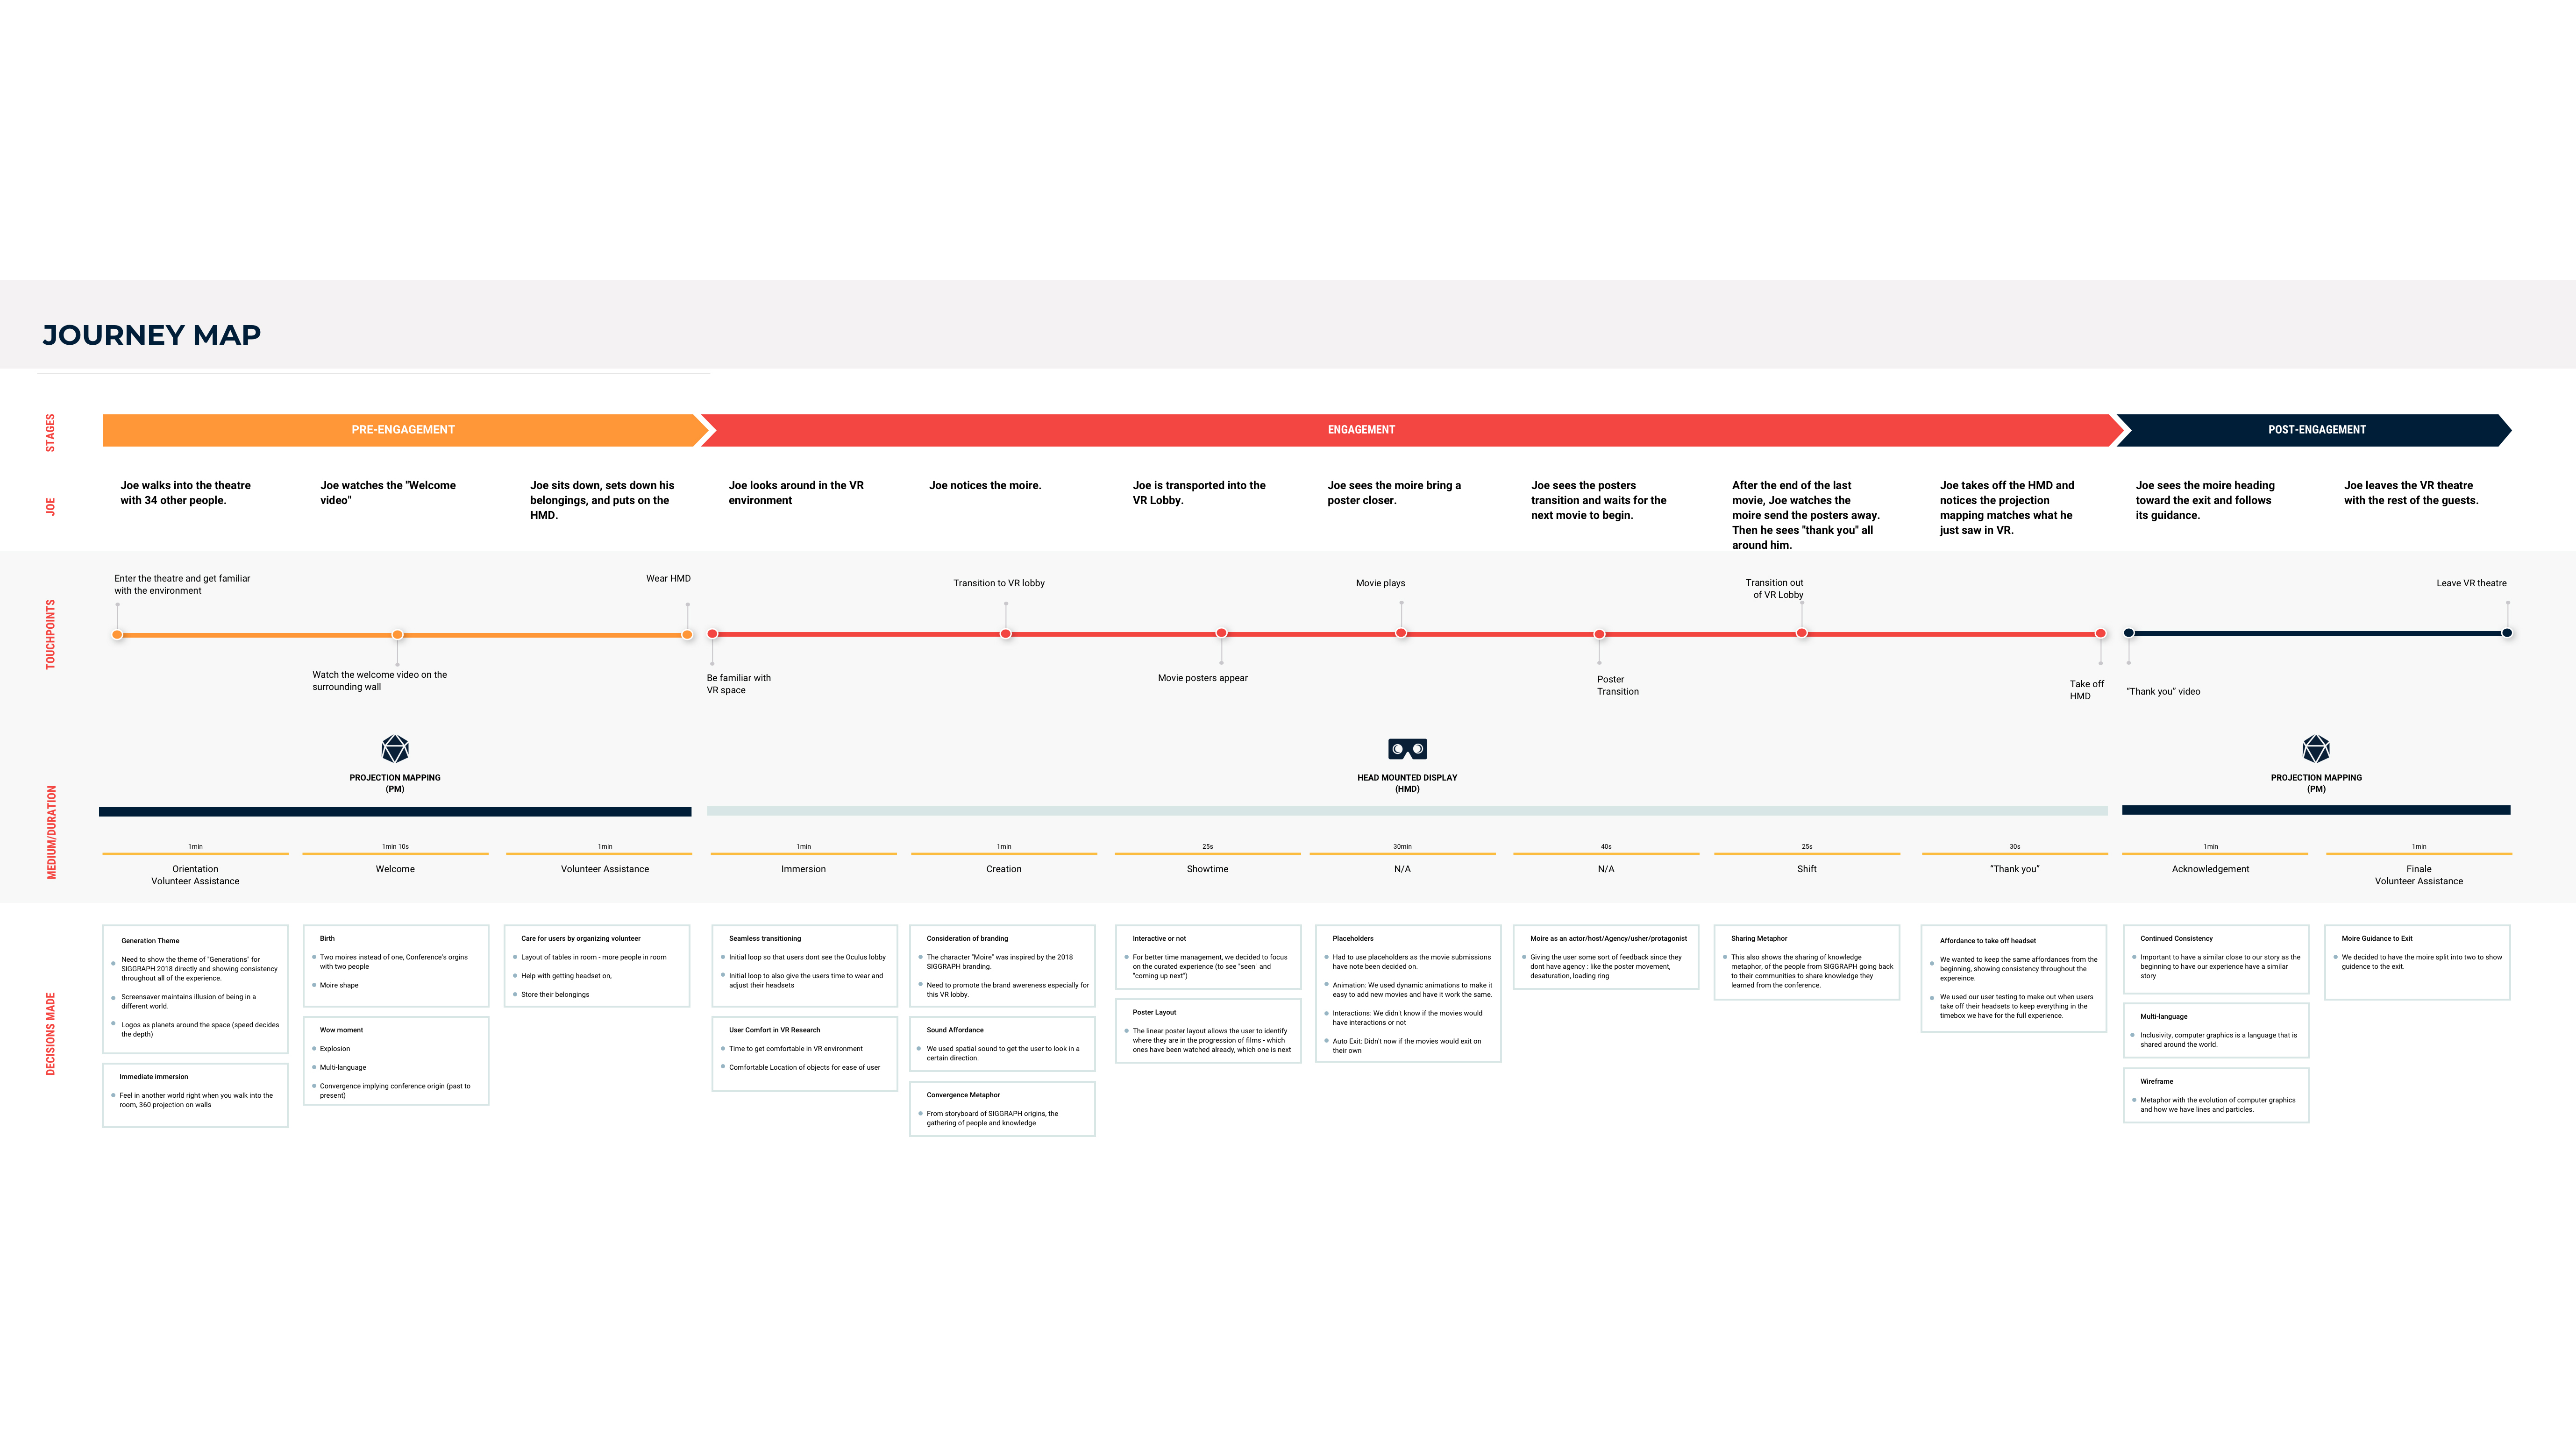 JOURNEY MAP
STAGES
PRE-ENGAGEMENT
ENGAGEMENT
POST-ENGAGEMENT
JOE
Joe walks into the theatre
with 34 other people.
Joe watches the "Welcome
video"
Joe sits down, sets down his
belongings, and puts on the
HMD.
Joe looks around in the VR
environment
Joe notices the moire.
Joe is transported into the
VR Lobby.
Joe sees the moire bring a
poster closer.
Joe sees the posters
transition and waits for the
next movie to begin.
After the end of the last
movie, Joe watches the
moire send the posters away.
Then he sees "thank you" all
around him.
Joe takes off the HMD and
notices the projection
mapping matches what he
just saw in VR.
Joe sees the moire heading
toward the exit and follows
its guidance.
Joe leaves the VR theatre
with the rest of the guests.
TOUCHPOINTS
Enter the theatre and get familiar
with the environment
Watch the welcome video on the
surrounding wall
Wear HMD
Be familiar with
VR space
Transition to VR lobby
Movie posters appear
Movie plays
Poster
Transition
Transition out
of VR Lobby
Take off
HMD
"Thank you" video
Leave VR theatre
MEDIUM/DURATION
PROJECTION MAPPING
(PM)
HEAD MOUNTED DISPLAY
(HMD)
PROJECTION MAPPING
(PM)
1min
Orientation
Volunteer Assistance
1min 10s
Welcome
1min
Volunteer Assistance
1min
Immersion
1min
Creation
25s
Showtime
30min
N/A
40s
N/A
25s
Shift
30s
"Thank you"
1min
Acknowledgement
1min
Finale
Volunteer Assistance
DECISIONS MADE
Generation Theme
Need to show the theme of "Generations" for
SIGGRAPH 2018 directly and showing consistency
throughout all of the experience.
Screensaver maintains illusion of being in a
different world.
Logos as planets around the space (speed decides
the depth)
Immediate immersion
Feel in another world right when you walk into the
room, 360 projection on walls
Birth
Two moires instead of one, Conference's orgins
with two people
Moire shape
Wow moment
Explosion
Multi-language
Convergence implying conference origin (past to
present)
Care for users by organizing volunteer
Layout of tables in room - more people in room
Help with getting headset on,
Store their belongings
Seamless transitioning
Initial loop so that users dont see the Oculus lobby
Initial loop to also give the users time to wear and
adjust their headsets
User Comfort in VR Research
Time to get comfortable in VR environment
Comfortable Location of objects for ease of user
Consideration of branding
The character "Moire" was inspired by the 2018
SIGGRAPH branding.
Need to promote the brand awereness especially for
this VR lobby.
Sound Affordance
We used spatial sound to get the user to look in a
certain direction.
Convergence Metaphor
From storyboard of SIGGRAPH origins, the
gathering of people and knowledge
Interactive or not
For better time management, we decided to focus
on the curated experience (to see "seen" and
"coming up next")
Poster Layout
The linear poster layout allows the user to identify
where they are in the progression of films - which
ones have been watched already, which one is next
Placeholders
Had to use placeholders as the movie submissions
have note been decided on.
Animation: We used dynamic animations to make it
easy to add new movies and have it work the same.
Interactions: We didn't know if the movies would
have interactions or not
Auto Exit: Didn't now if the movies would exit on
their own
Moire as an actor/host/Agency/usher/protagonist
Giving the user some sort of feedback since they
dont have agency : like the poster movement,
desaturation, loading ring
Sharing Metaphor
This also shows the sharing of knowledge
metaphor, of the people from SIGGRAPH going back
to their communities to share knowledge they
learned from the conference.
Affordance to take off headset
We wanted to keep the same affordances from the
beginning, showing consistency throughout the
expereince.
We used our user testing to make out when users
take off their headsets to keep everything in the
timebox we have for the full experience.
Continued Consistency
Important to have a similar close to our story as the
beginning to have our experience have a similar
story
Multi-language
Inclusivity, computer graphics is a language that is
shared around the world.
Wireframe
Metaphor with the evolution of computer graphics
and how we have lines and particles.
Moire Guidance to Exit
We decided to have the moire split into two to show
guidence to the exit.